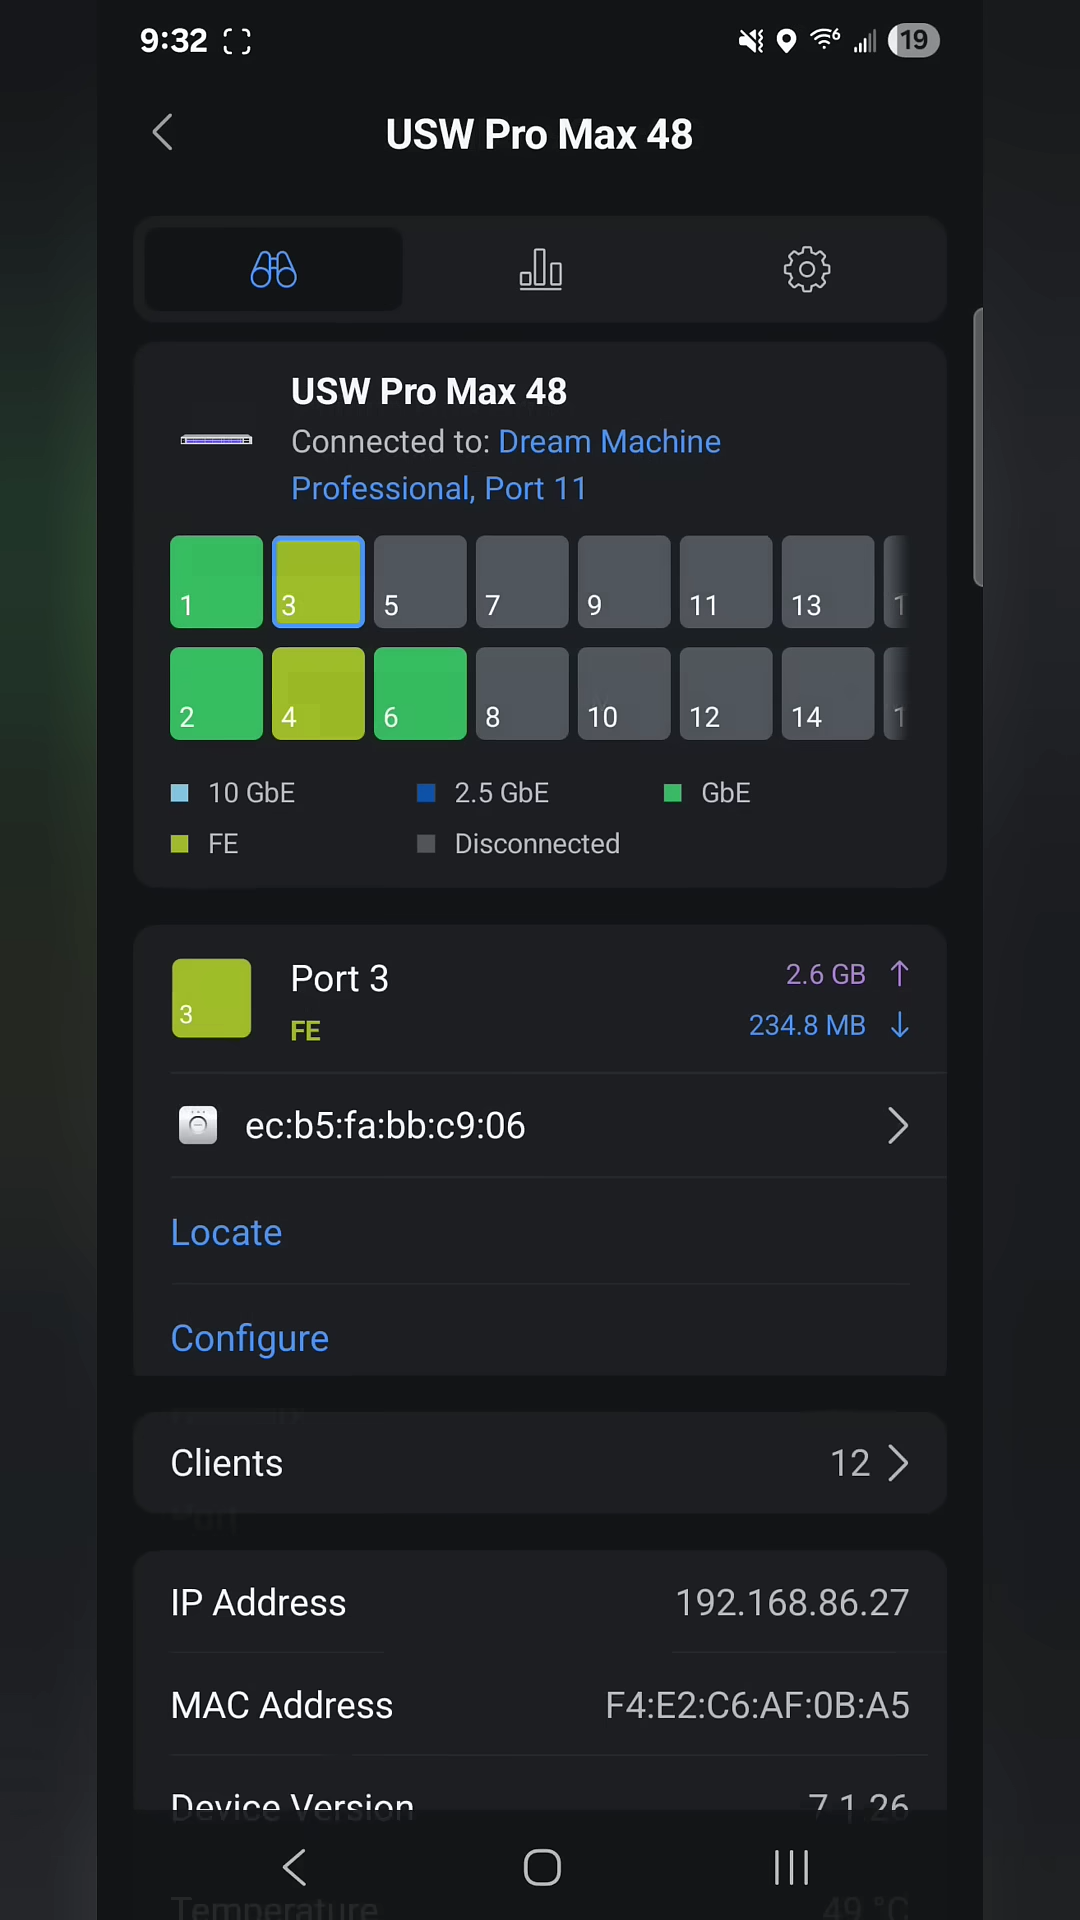 9:32
6
19
USW Pro Max 48
USW Pro Max 48
Connected to: Dream Machine
Professional, Port 11
1 3 5 7 9 11 13 1
2 4 6 8 10 12 14 1
10 GbE 2.5 GbE GbE
FE Disconnected
3
Port 3
FE
2.6 GB
234.8 MB
ec:b5:fa:bb:c9:06
Locate
Configure
Clients 12
IP Address 192.168.86.27
MAC Address F4:E2:C6:AF:0B:A5
Device Version 7.1.26
Temperature 49 °C